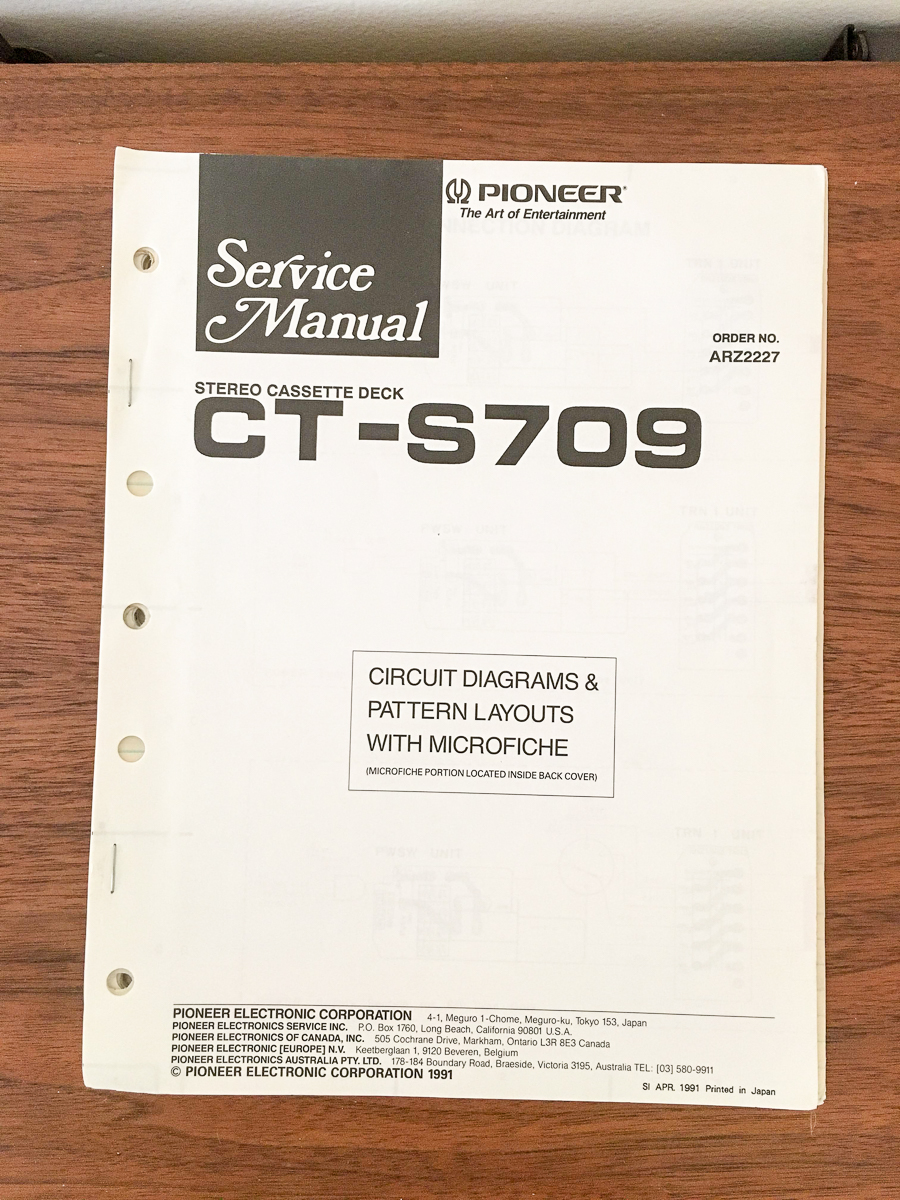 PIONEER®
The Art of Entertainment
Service
Manual
ORDER NO.
ARZ2227
STEREO CASSETTE DECK
CT-S709
CIRCUIT DIAGRAMS &
PATTERN LAYOUTS
WITH MICROFICHE
(MICROFICHE PORTION LOCATED INSIDE BACK COVER)
PIONEER ELECTRONIC CORPORATION 4-1, Meguro 1-Chome, Meguro-ku, Tokyo 153, Japan
PIONEER ELECTRONICS SERVICE INC. P.O. Box 1760, Long Beach, California 90801 U.S.A.
PIONEER ELECTRONICS OF CANADA, INC. 505 Cochrane Drive, Markham, Ontario L3R 8E3 Canada
PIONEER ELECTRONIC [EUROPE] N.V. Keetberglaan 1, 9120 Beveren, Belgium
PIONEER ELECTRONICS AUSTRALIA PTY. LTD. 178-184 Boundary Road, Braeside, Victoria 3195, Australia TEL: [03] 580-9911
© PIONEER ELECTRONIC CORPORATION 1991
SI APR. 1991 Printed in Japan